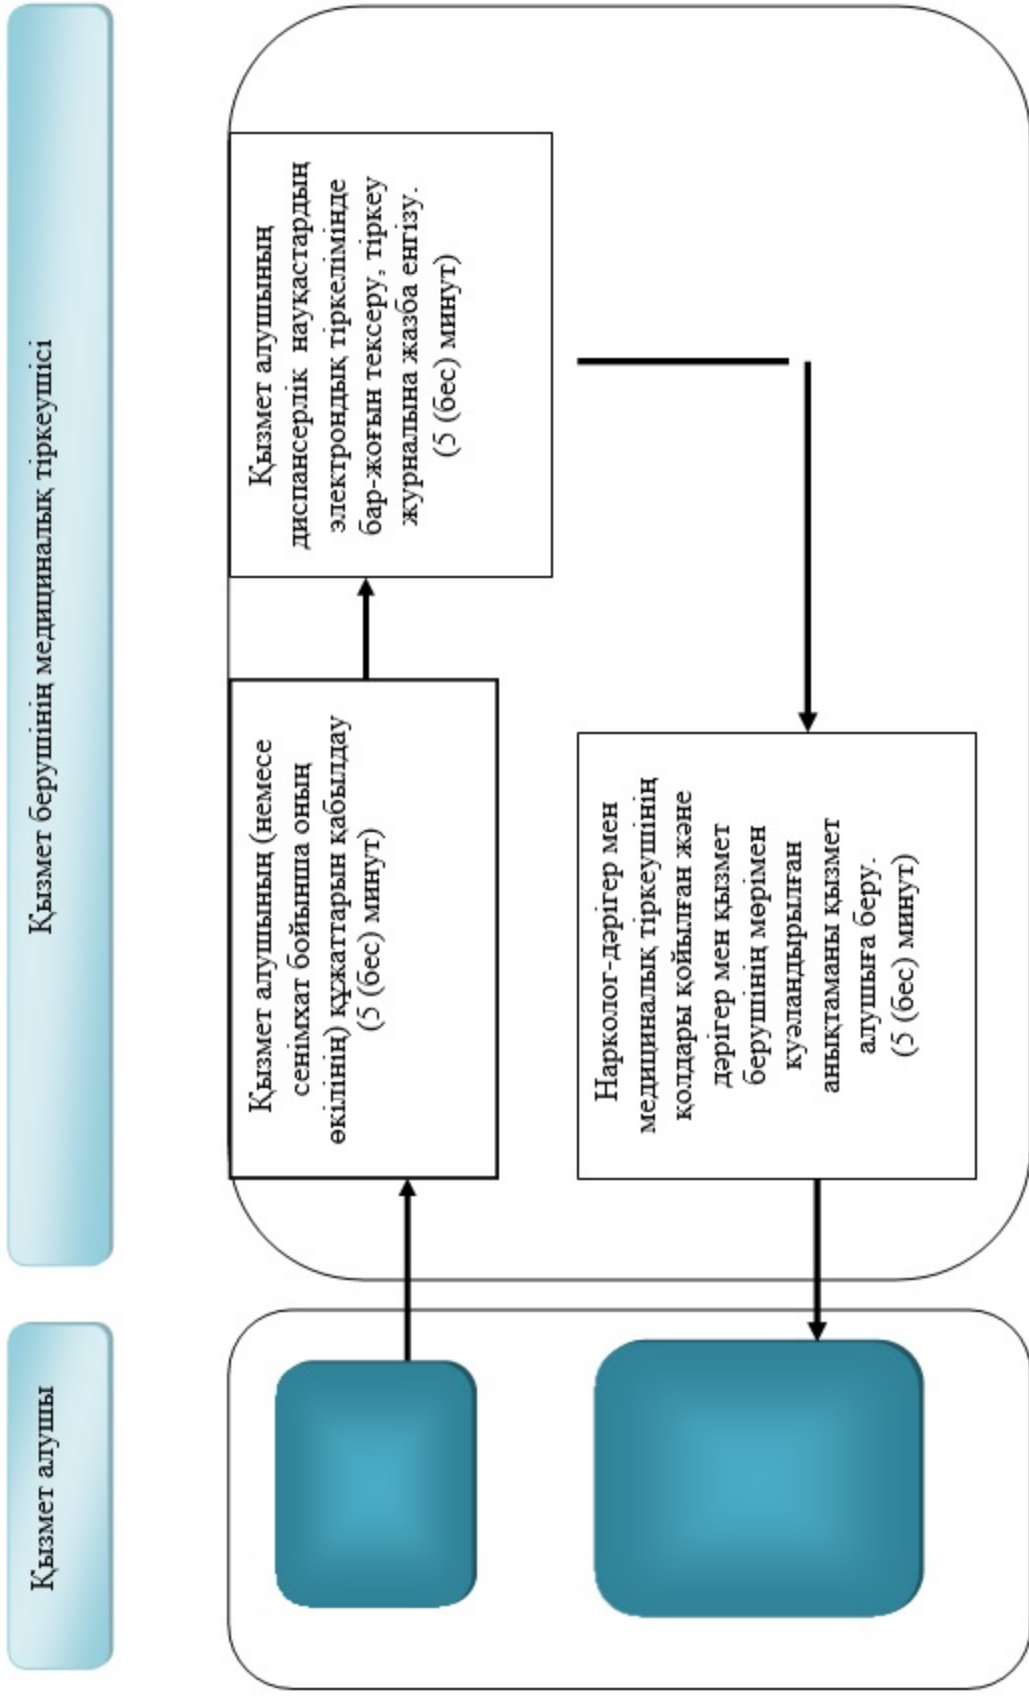 Қызмет алушы
Қызмет берушінің медициналық тіркеушісі
Қызмет алушының (немесе
сенімхат бойынша оның
өкілінің) құжаттарын қабылдау
(5 (бес) минут)
Қызмет алушының
диспансерлік науқастардың
электрондық тіркелімінде
бар-жоғын тексеру, тіркеу
журналына жазба енгізу.
(5 (бес) минут)
Нарколог-дәрігер мен
медициналық тіркеушінің
қолдары қойылған және
дәрігер мен қызмет
берушінің мөрімен
куәландырылған
анықтаманы қызмет
алушыға беру.
(5 (бес) минут)